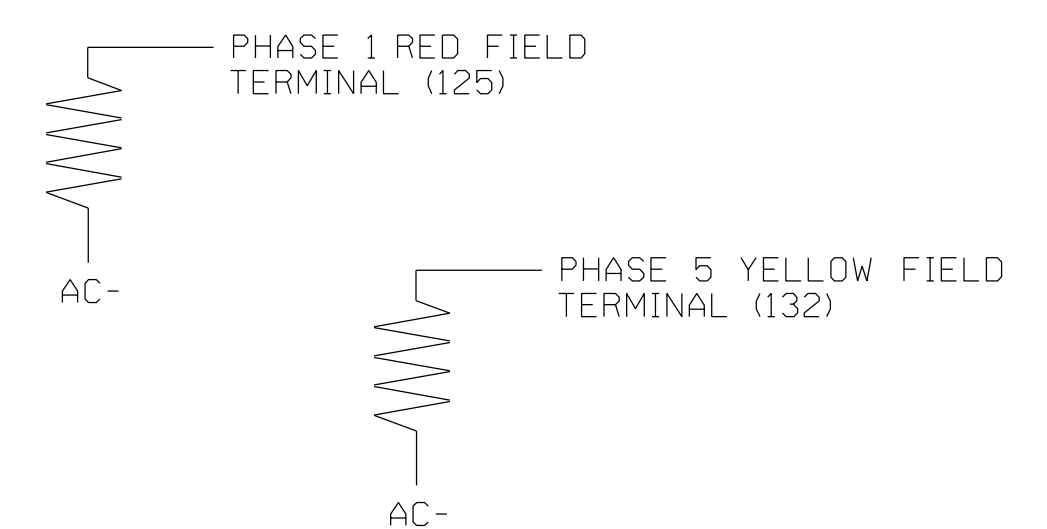 PHASE 1 RED FIELD
TERMINAL (125)
AC-
PHASE 5 YELLOW FIELD
TERMINAL (132)
AC-